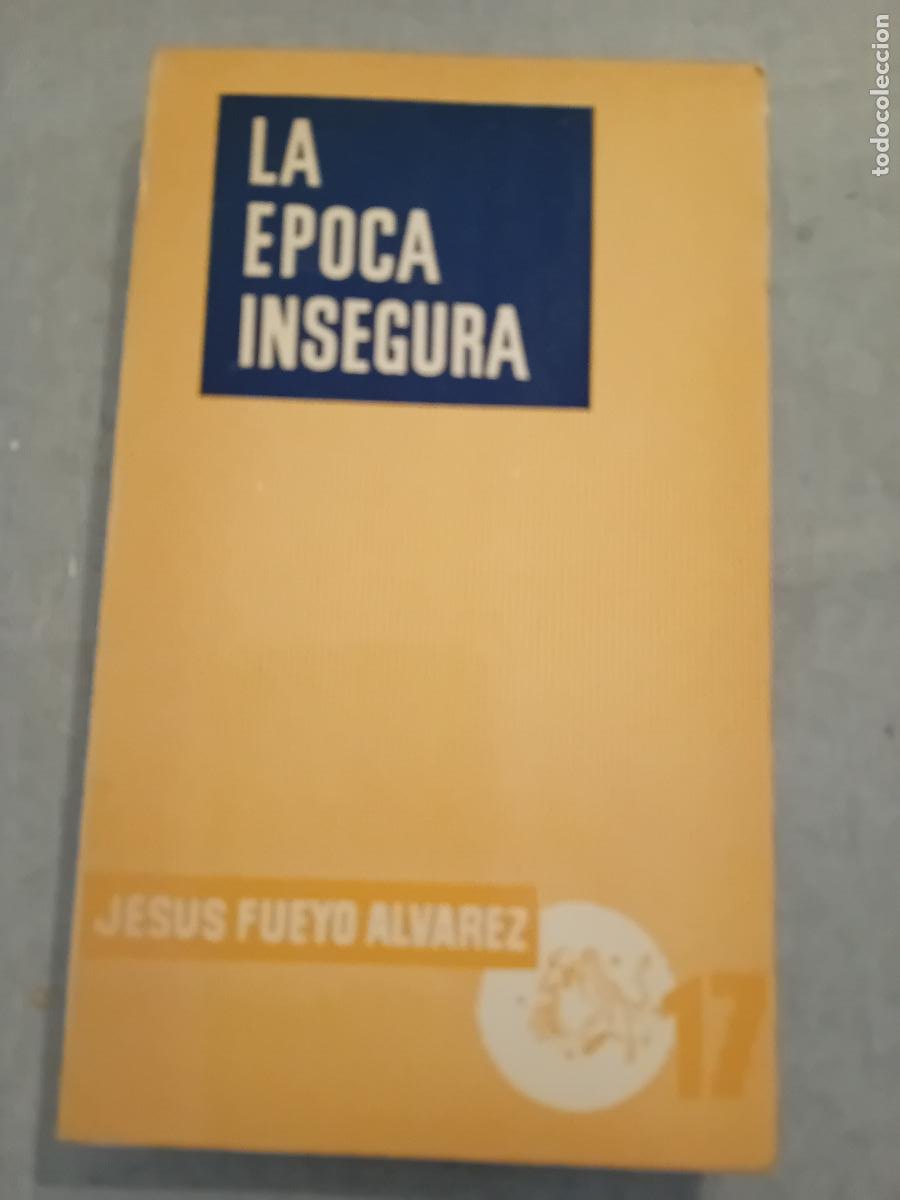 LA
EPOCA
INSEGURA
JESUS FUEYO ALVAREZ
17
todocoleccion